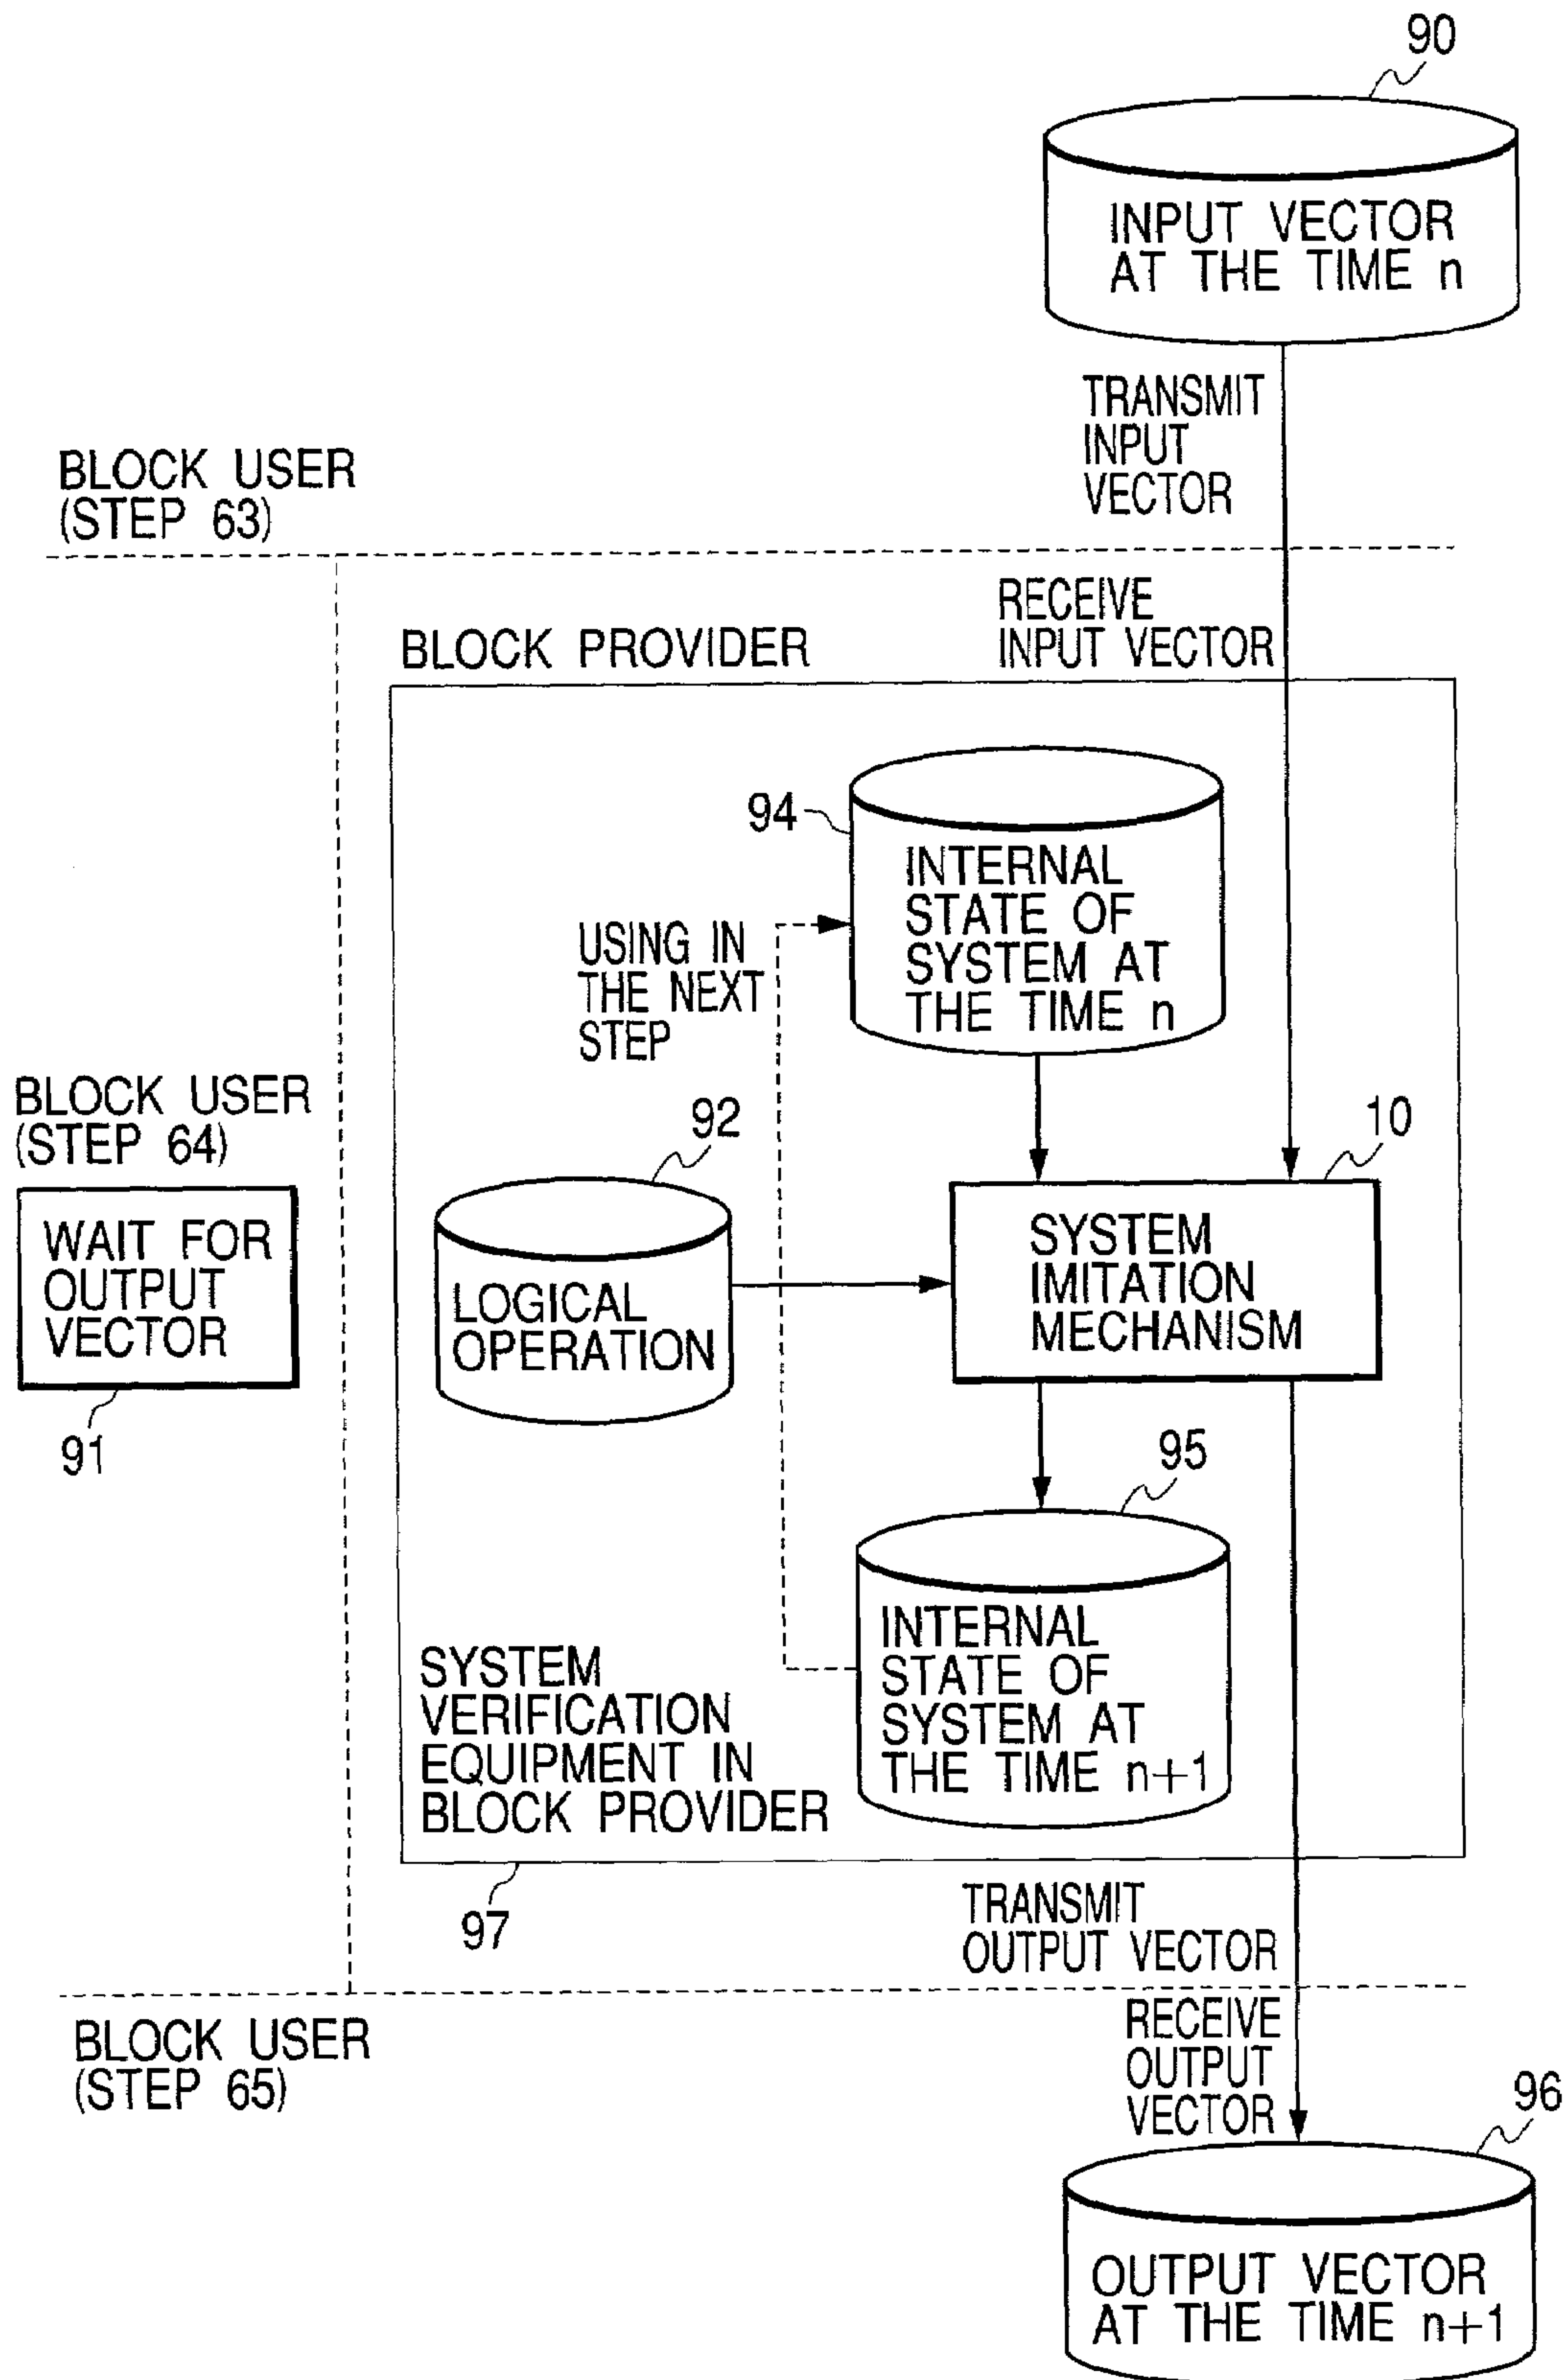 90
INPUT VECTOR
AT THE TIME n
TRANSMIT
INPUT
VECTOR
BLOCK USER
(STEP 63)
RECEIVE
INPUT VECTOR
BLOCK PROVIDER
94
INTERNAL
STATE OF
SYSTEM AT
THE TIME n
USING IN
THE NEXT
STEP
BLOCK USER
(STEP 64)
WAIT FOR
OUTPUT
VECTOR
91
92
LOGICAL
OPERATION
10
SYSTEM
IMITATION
MECHANISM
95
INTERNAL
STATE OF
SYSTEM AT
THE TIME n+1
SYSTEM
VERIFICATION
EQUIPMENT IN
BLOCK PROVIDER
97
TRANSMIT
OUTPUT VECTOR
BLOCK USER
(STEP 65)
RECEIVE
OUTPUT
VECTOR
96
OUTPUT VECTOR
AT THE TIME n+1